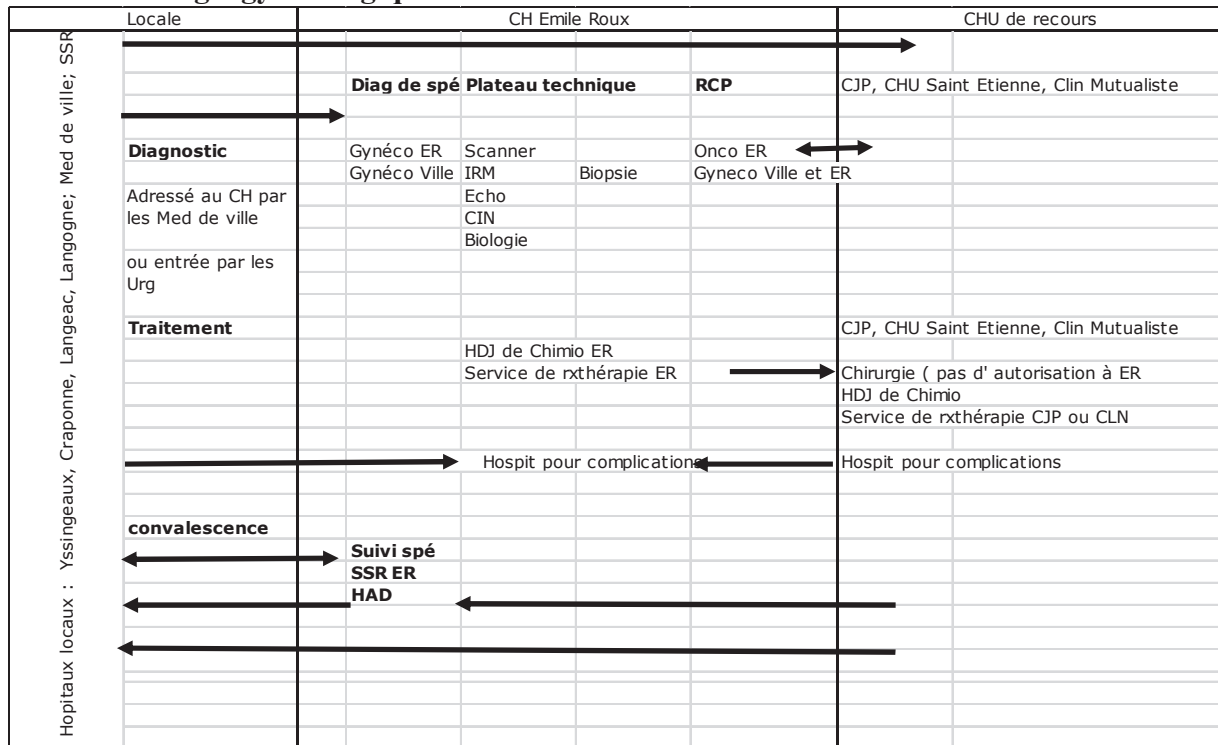 Locale CH Emile Roux CHU de recours
Hopitaux locaux : Yssingeaux, Craponne, Langeac, Langogne; Med de ville; SSR
Diag de spé Plateau technique RCP CJP, CHU Saint Etienne, Clin Mutualiste
Diagnostic Gynéco ER Scanner Onco ER
Gynéco Ville IRM Biopsie Gyneco Ville et ER
Adressé au CH par Echo
les Med de ville CIN
Biologie
ou entrée par les
Urg
Traitement CJP, CHU Saint Etienne, Clin Mutualiste
HDJ de Chimio ER
Service de rxthérapie ER Chirurgie ( pas d' autorisation à ER
HDJ de Chimio
Service de rxthérapie CJP ou CLN
Hospit pour complications Hospit pour complications
convalescence
Suivi spé
SSR ER
HAD